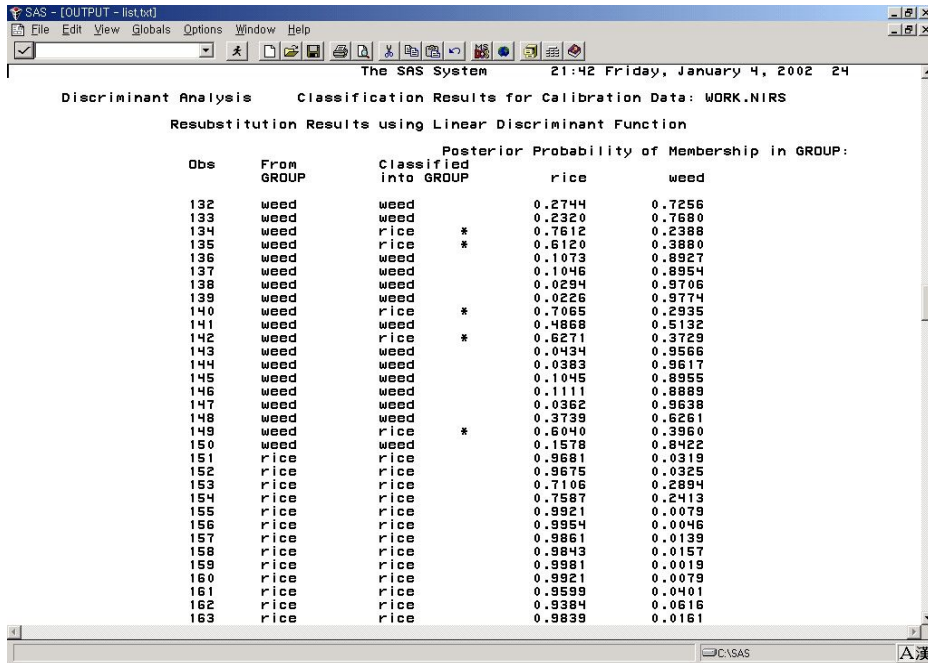 SAS - [OUTPUT - list.txt]
File Edit View Globals Options Window Help
The SAS System 21:42 Friday, January 4, 2002 24
Discriminant Analysis Classification Results for Calibration Data: WORK.NIRS
Resubstitution Results using Linear Discriminant Function
Posterior Probability of Membership in GROUP:
Obs From Classified
GROUP into GROUP rice weed
132 weed weed 0.2744 0.7256
133 weed weed 0.2320 0.7680
134 weed rice * 0.7612 0.2388
135 weed rice * 0.6120 0.3880
136 weed weed 0.1073 0.8927
137 weed weed 0.1046 0.8954
138 weed weed 0.0294 0.9706
139 weed weed 0.0226 0.9774
140 weed rice * 0.7065 0.2935
141 weed weed 0.4868 0.5132
142 weed rice * 0.6271 0.3729
143 weed weed 0.0434 0.9566
144 weed weed 0.0383 0.9617
145 weed weed 0.1045 0.8955
146 weed weed 0.1111 0.8889
147 weed weed 0.0362 0.9638
148 weed weed 0.3739 0.6261
149 weed rice * 0.6040 0.3960
150 weed weed 0.1578 0.8422
151 rice rice 0.9681 0.0319
152 rice rice 0.9675 0.0325
153 rice rice 0.7106 0.2894
154 rice rice 0.7587 0.2413
155 rice rice 0.9921 0.0079
156 rice rice 0.9954 0.0046
157 rice rice 0.9861 0.0139
158 rice rice 0.9843 0.0157
159 rice rice 0.9981 0.0019
160 rice rice 0.9921 0.0079
161 rice rice 0.9599 0.0401
162 rice rice 0.9384 0.0616
163 rice rice 0.9839 0.0161
C:\SAS
A漢